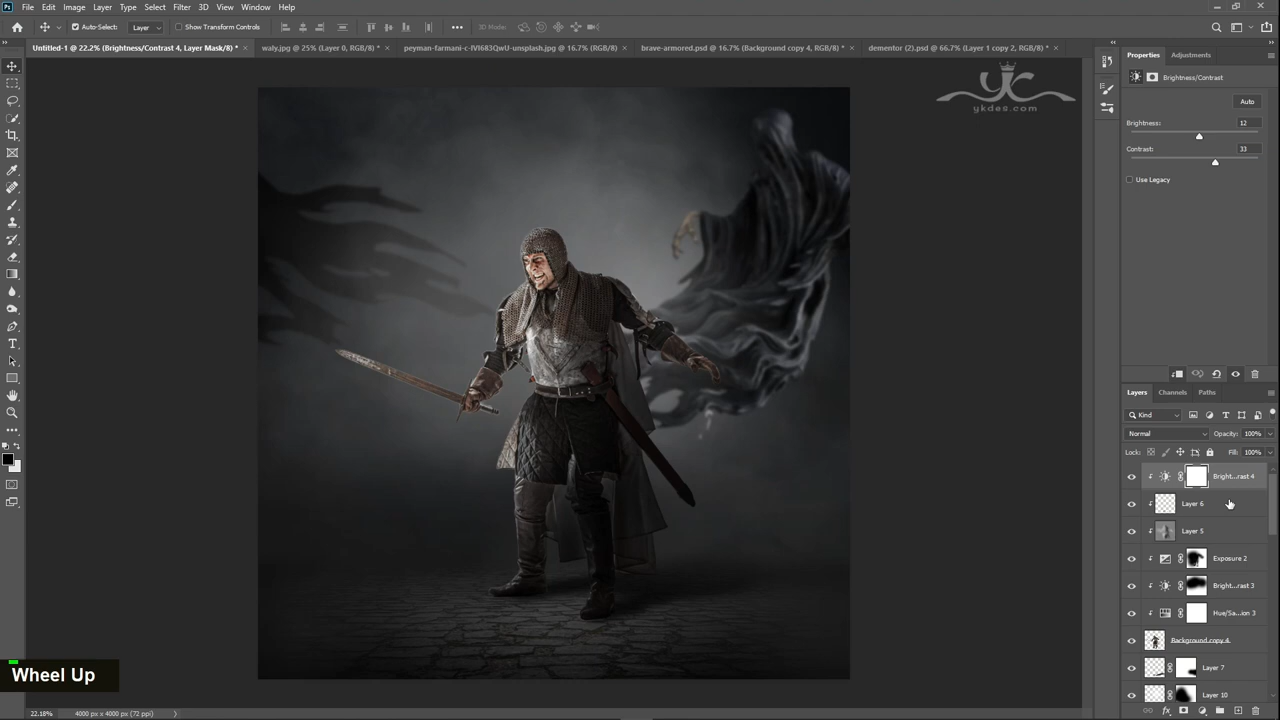 File Edit Image Layer Type Select Filter 3D View Window Help
Auto-Select: Layer Show Transform Controls 3D Mode:
Untitled-1 @ 22.2% (Brightness/Contrast 4, Layer Mask/8) * waly.jpg @ 25% (Layer 0, RGB/8) * peyman-farmani-c-IVI683QwU-unsplash.jpg @ 16.7% (RGB/8) brave-armored.psd @ 16.7% (Background copy 4, RGB/8) * dementor (2).psd @ 66.7% (Layer 1 copy 2, RGB/8) *
yc
ykdes.com
Properties Adjustments
Brightness/Contrast
Auto
Brightness: 12
Contrast: 33
Use Legacy
Layers Channels Paths
Kind
Normal Opacity: 100%
Lock: Fill: 100%
Bright...rast 4
Layer 6
Layer 5
Exposure 2
Bright...rast 3
Hue/Sa...ion 3
Background copy 4
Layer 7
Layer 10
Wheel Up
22.18% 4000 px x 4000 px (72 ppi)